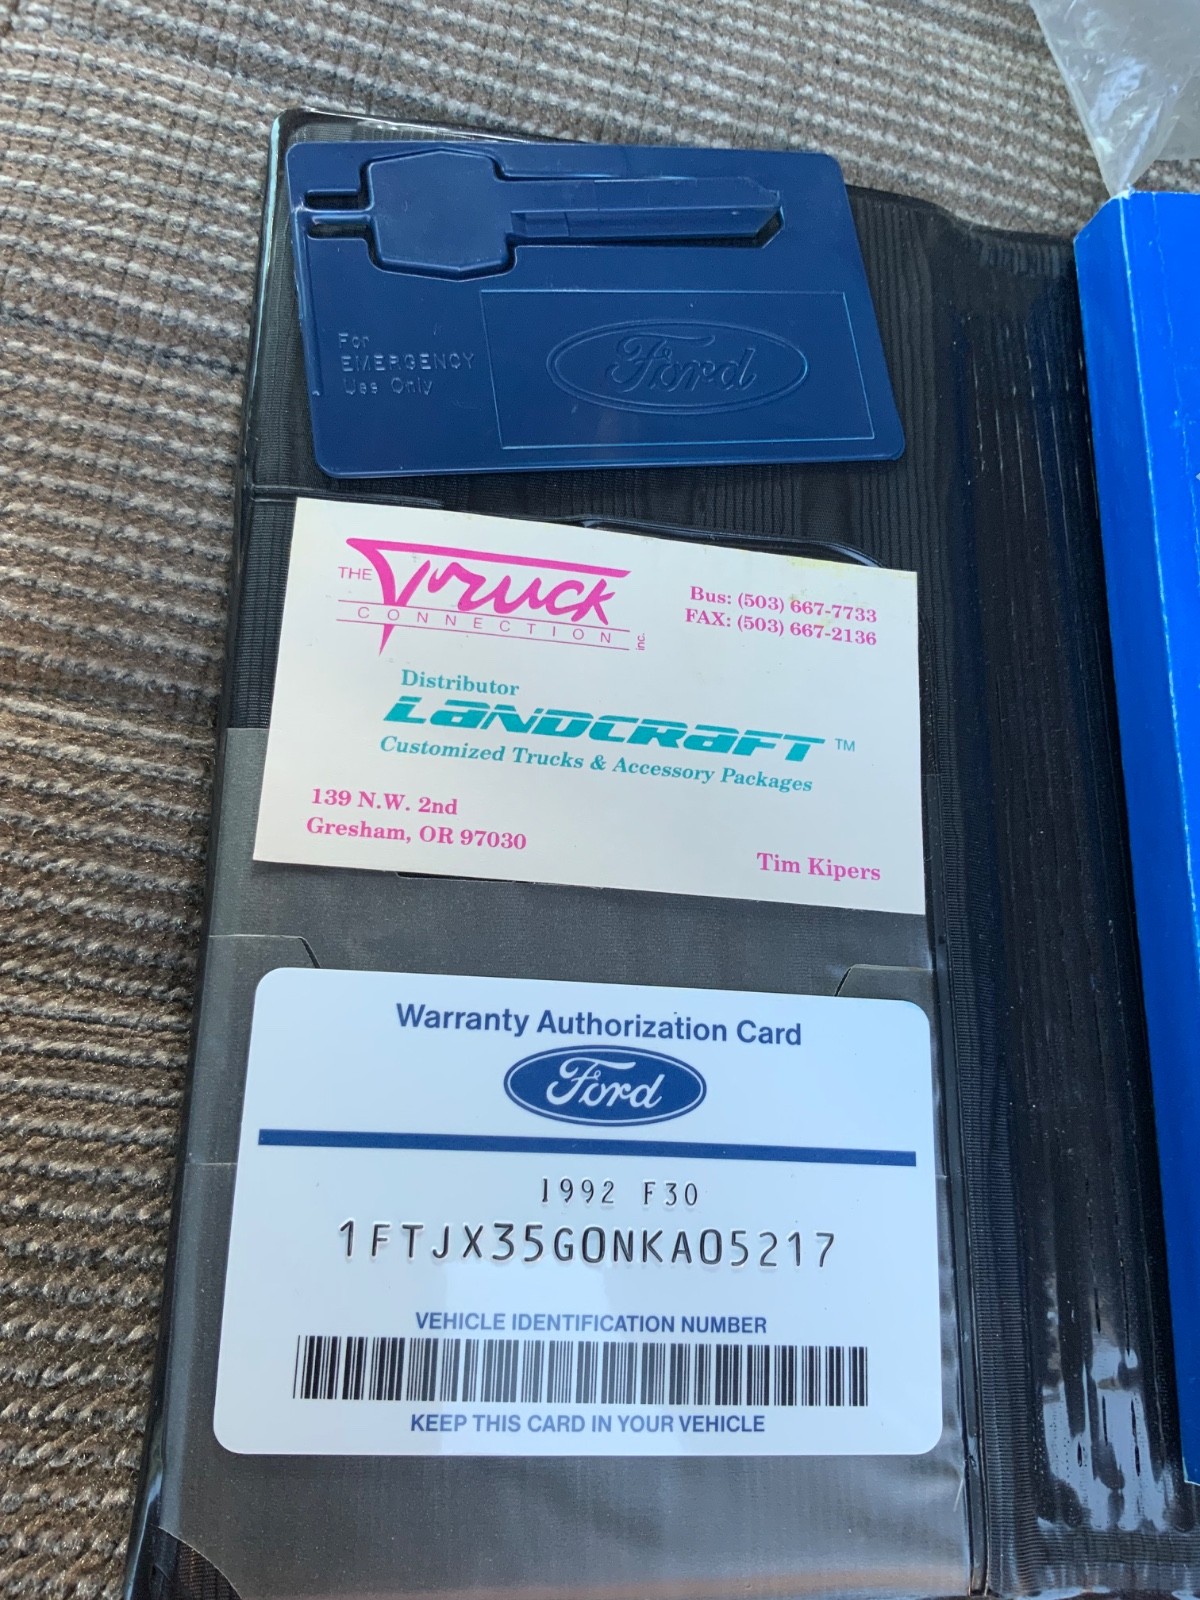 For
EMERGENCY
Use Only
Ford
THE Truck
CONNECTION inc.
Bus: (503) 667-7733
FAX: (503) 667-2136
Distributor
LANDCRAFT™
Customized Trucks & Accessory Packages
139 N.W. 2nd
Gresham, OR 97030
Tim Kipers
Warranty Authorization Card
Ford
1992 F30
1FTJX35G0NKA05217
VEHICLE IDENTIFICATION NUMBER
KEEP THIS CARD IN YOUR VEHICLE